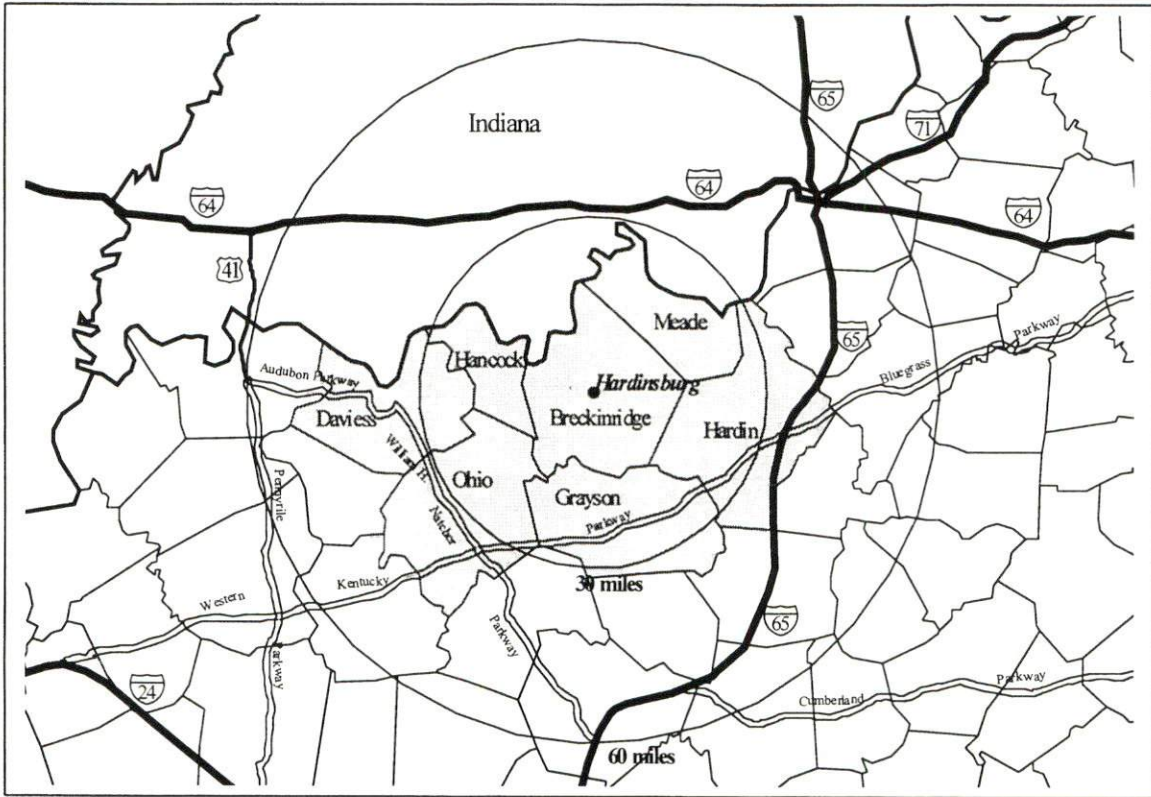 65
71
Indiana
64
64
64
41
Meade
65
Parkway
Hancock
Bluegrass
Audubon Parkway
Hardinsburg
Daviess
Breckinridge
Hardin
William H.
Ohio
Pennyrile
Grayson
Natcher
Parkway
Kentucky
30 miles
Western
65
Parkway
Parkway
Parkway
24
Cumberland
60 miles